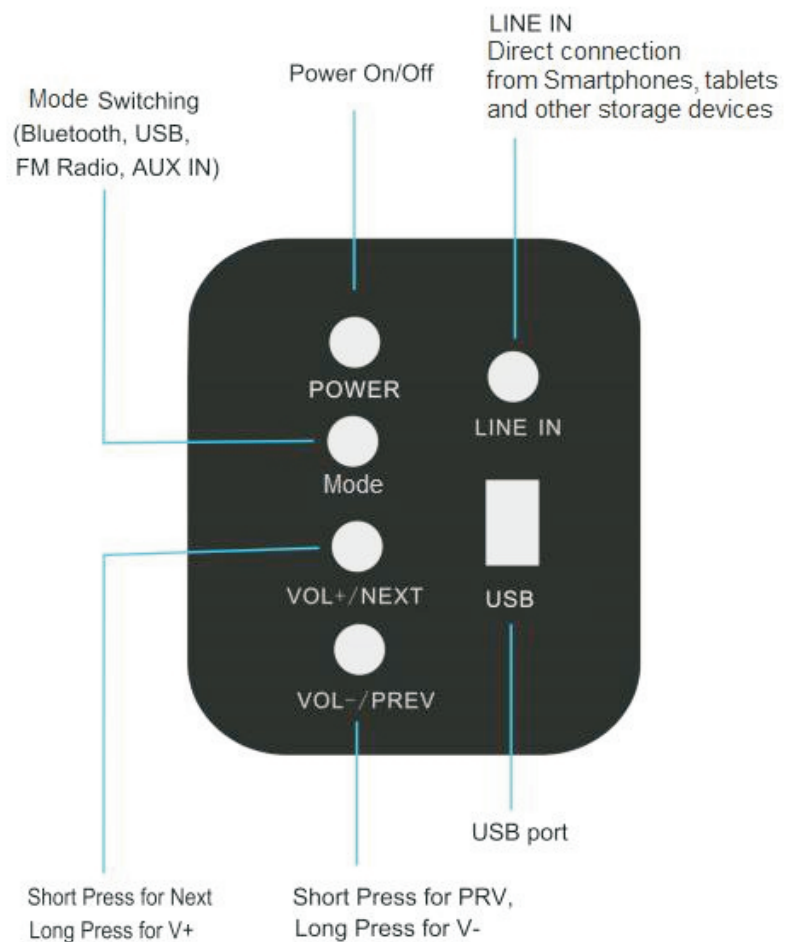 LINE IN
Direct connection
from Smartphones, tablets
and other storage devices
Power On/Off
Mode Switching
(Bluetooth, USB,
FM Radio, AUX IN)
POWER
LINE IN
Mode
VOL+/NEXT
USB
VOL-/PREV
USB port
Short Press for Next
Long Press for V+
Short Press for PRV,
Long Press for V-